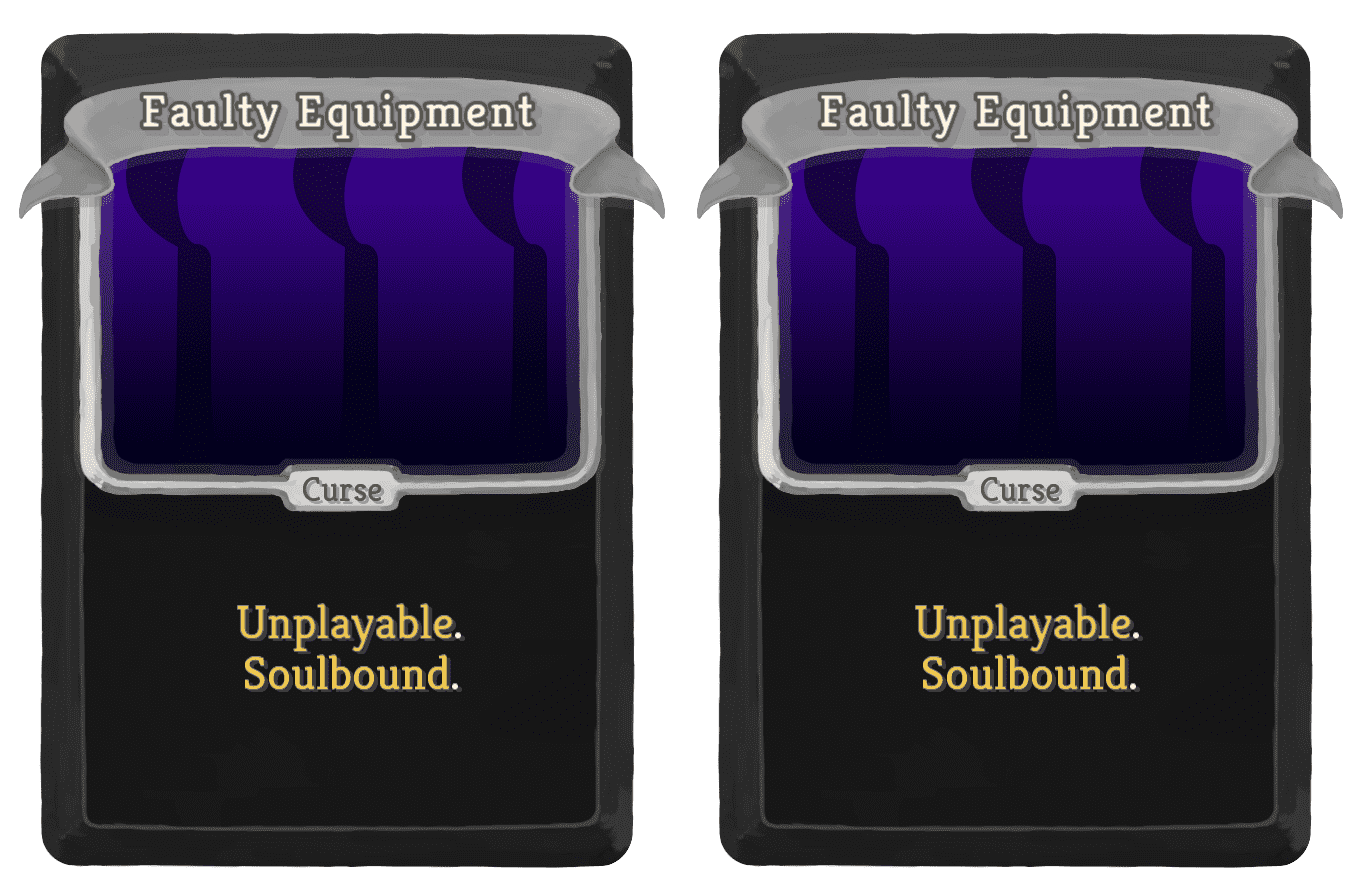 Faulty Equipment
Curse
Unplayable.
Soulbound.
Faulty Equipment
Curse
Unplayable.
Soulbound.